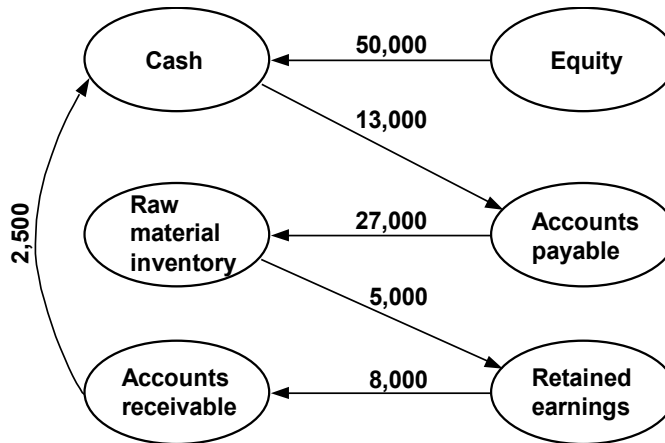 50,000
Cash
Equity
13,000
Raw
material
inventory
27,000
Accounts
payable
2,500
5,000
Accounts
receivable
8,000
Retained
earnings